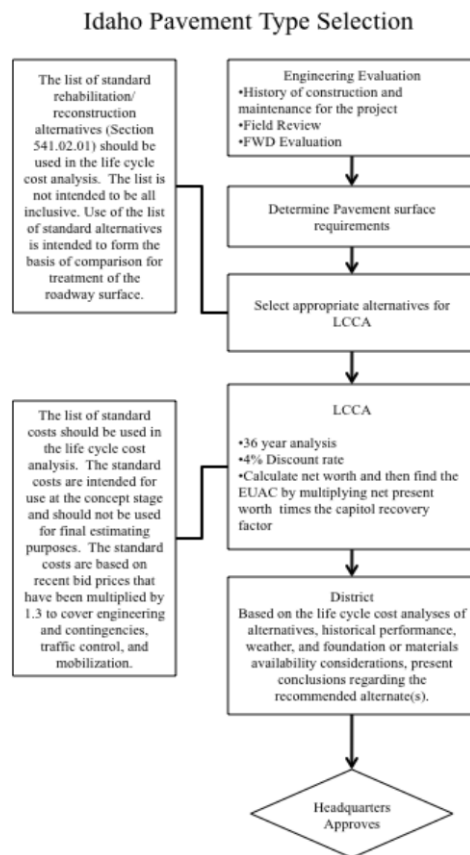 Idaho Pavement Type Selection
The list of standard
rehabilitation/
reconstruction
alternatives (Section
541.02.01) should be
used in the life cycle
cost analysis. The list is
not intended to be all
inclusive. Use of the list
of standard alternatives
is intended to form the
basis of comparison for
treatment of the
roadway surface.
Engineering Evaluation
•History of construction and
maintenance for the project
•Field Review
•FWD Evaluation
Determine Pavement surface
requirements
Select appropriate alternatives for
LCCA
The list of standard
costs should be used in
the life cycle cost
analysis. The standard
costs are intended for
use at the concept stage
and should not be used
for final estimating
purposes. The standard
costs are based on
recent bid prices that
have been multiplied by
1.3 to cover engineering
and contingencies,
traffic control, and
mobilization.
LCCA
•36 year analysis
•4% Discount rate
•Calculate net worth and then find the
EUAC by multiplying net present
worth times the capitol recovery
factor
District
Based on the life cycle cost analyses of
alternatives, historical performance,
weather, and foundation or materials
availability considerations, present
conclusions regarding the
recommended alternate(s).
Headquarters
Approves